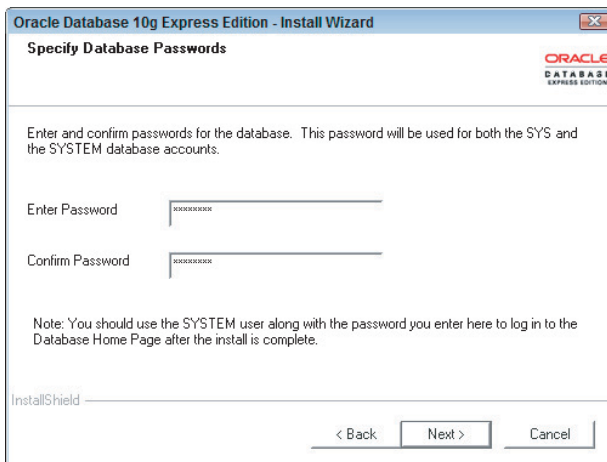 Oracle Database 10g Express Edition - Install Wizard
Specify Database Passwords
ORACLE
DATABASE
EXPRESS EDITION
Enter and confirm passwords for the database. This password will be used for both the SYS and
the SYSTEM database accounts.
Enter Password
xxxxxxxx
Confirm Password
xxxxxxxx
Note: You should use the SYSTEM user along with the password you enter here to log in to the
Database Home Page after the install is complete.
InstallShield
< Back
Next >
Cancel